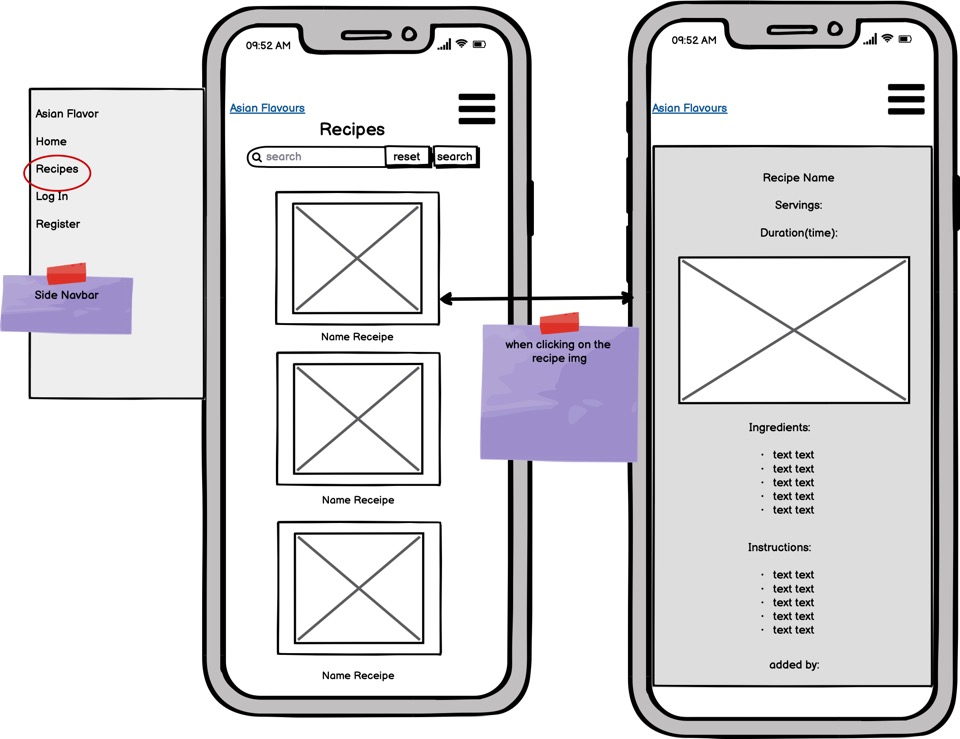 Asian Flavor
Home
Recipes
Log In
Register
Side Navbar
09:52 AM
Asian Flavours
Recipes
search
reset
search
Name Receipe
Name Receipe
Name Receipe
when clicking on the
recipe img
09:52 AM
Asian Flavours
Recipe Name
Servings:
Duration(time):
Ingredients:
· text text
· text text
· text text
· text text
· text text
Instructions:
· text text
· text text
· text text
· text text
· text text
added by: